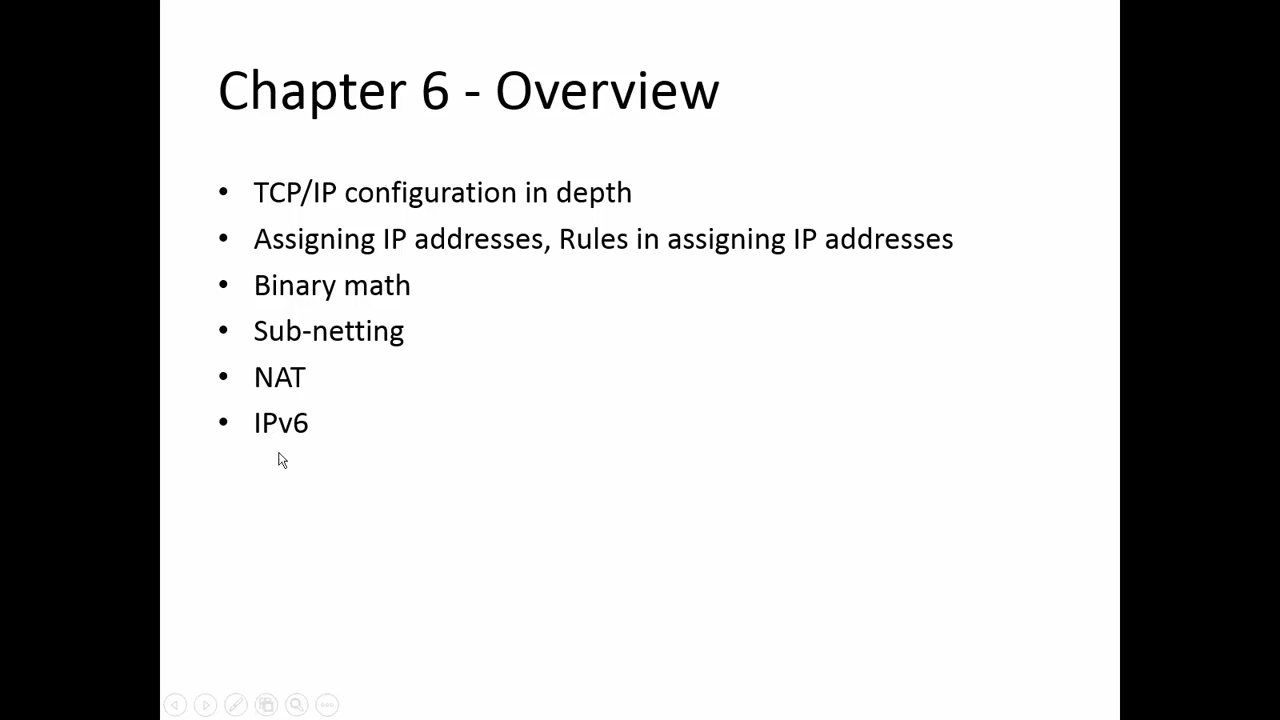 Chapter 6 - Overview
• TCP/IP configuration in depth
• Assigning IP addresses, Rules in assigning IP addresses
• Binary math
• Sub-netting
• NAT
• IPv6